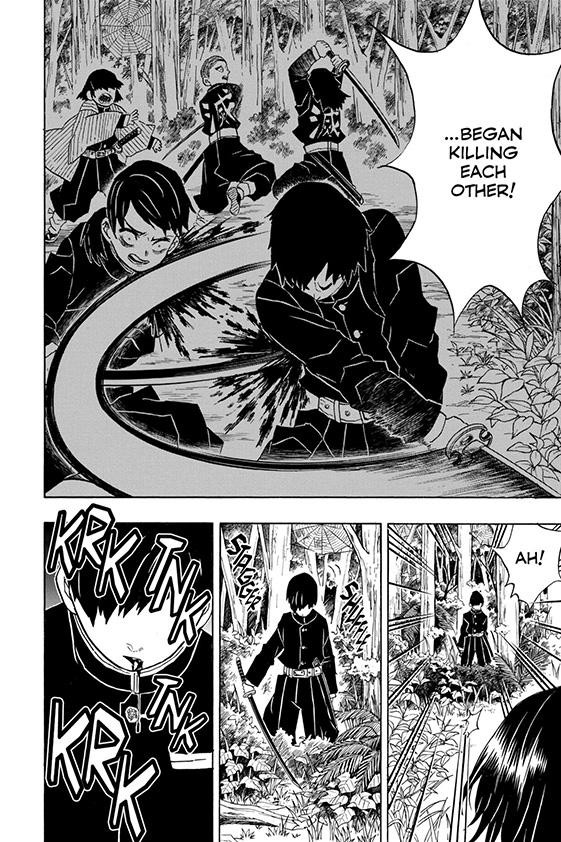 ...BEGAN
KILLING
EACH
OTHER!
AH!
TNK
KRK
TNK
KRK